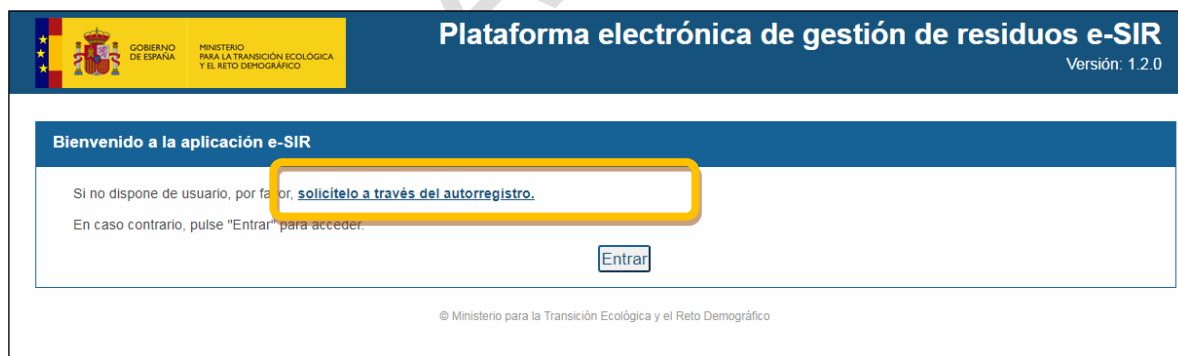 GOBIERNO
DE ESPAÑA
MINISTERIO
PARA LA TRANSICIÓN ECOLÓGICA
Y EL RETO DEMOGRÁFICO
Plataforma electrónica de gestión de residuos e-SIR
Versión: 1.2.0
Bienvenido a la aplicación e-SIR
Si no dispone de usuario, por favor, solicítelo a través del autorregistro.
En caso contrario, pulse "Entrar" para acceder.
Entrar
© Ministerio para la Transición Ecológica y el Reto Demográfico